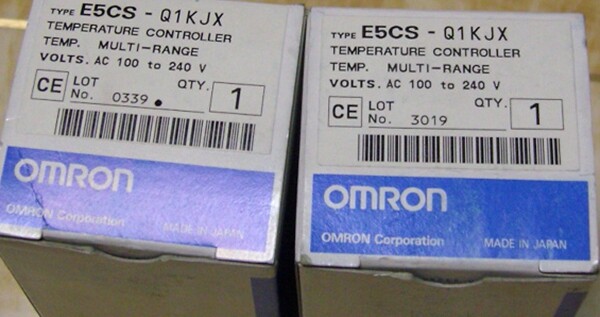 TYPE E5CS - Q1KJX
TEMPERATURE CONTROLLER
TEMP. MULTI-RANGE
VOLTS. AC 100 to 240 V
CE LOT No. 0339 QTY. 1
OMRON
OMRON Corporation MADE IN JAPAN
TYPE E5CS - Q1KJX
TEMPERATURE CONTROLLER
TEMP. MULTI-RANGE
VOLTS. AC 100 to 240 V
CE LOT No. 3019 QTY. 1
OMRON
OMRON Corporation MADE IN JAPAN